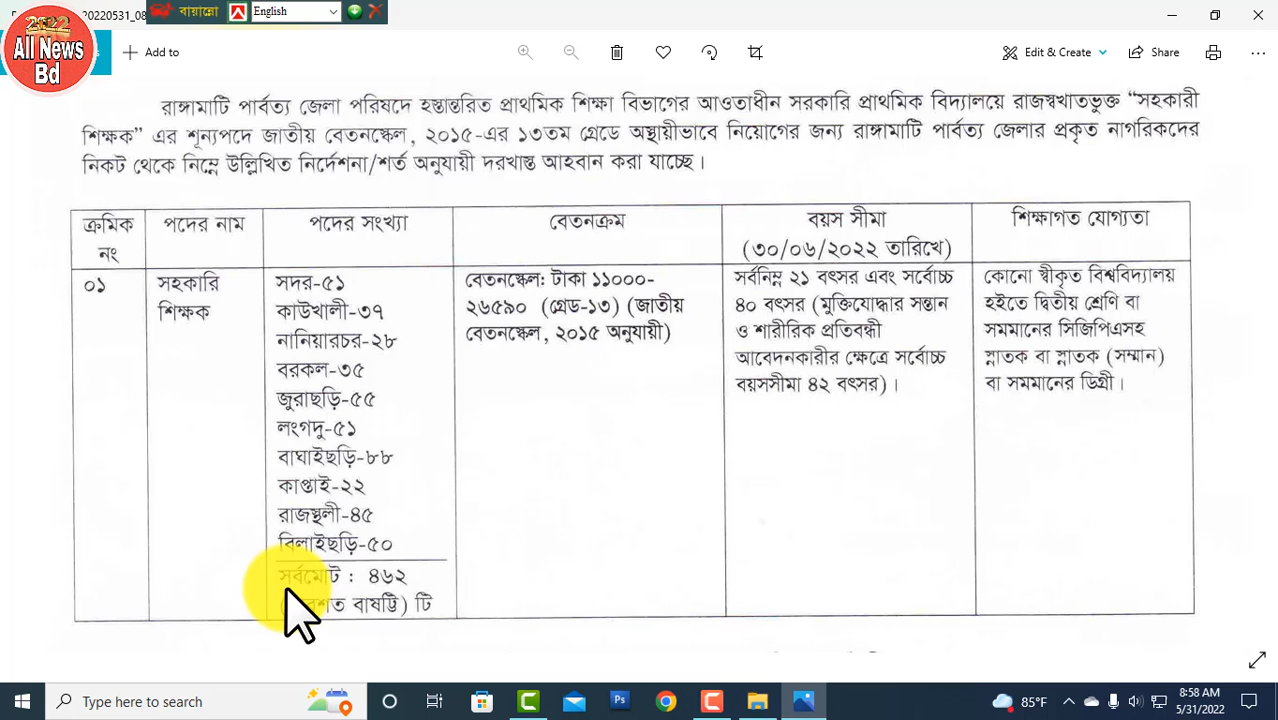 20220531_08
বায়ান্নো
English
2022
All News
Bd
Add to
Edit & Create
Share
রাঙ্গামাটি পার্বত্য জেলা পরিষদে হস্তান্তরিত প্রাথমিক শিক্ষা বিভাগের আওতাধীন সরকারি প্রাথমিক বিদ্যালয়ে রাজস্বখাতভুক্ত “সহকারী
শিক্ষক” এর শূন্যপদে জাতীয় বেতনস্কেল, ২০১৫-এর ১৩তম গ্রেডে অস্থায়ীভাবে নিয়োগের জন্য রাঙ্গামাটি পার্বত্য জেলার প্রকৃত নাগরিকদের
নিকট থেকে নিম্নে উল্লিখিত নির্দেশনা/শর্ত অনুযায়ী দরখাস্ত আহবান করা যাচ্ছে।
ক্রমিক
নং
পদের নাম
পদের সংখ্যা
বেতনক্রম
বয়স সীমা
(৩০/০৬/২০২২ তারিখে)
শিক্ষাগত যোগ্যতা
০১
সহকারি
শিক্ষক
সদর-৫১
কাউখালী-৩৭
নানিয়ারচর-২৮
বরকল-৩৫
জুরাছড়ি-৫৫
লংগদু-৫১
বাঘাইছড়ি-৮৮
কাপ্তাই-২২
রাজস্থলী-৪৫
বিলাইছড়ি-৫০
সর্বমোট : ৪৬২
বাষট্টি) টি
বেতনস্কেল: টাকা ১১০০০-
২৬৫৯০ (গ্রেড-১৩) (জাতীয়
বেতনস্কেল, ২০১৫ অনুযায়ী)
সর্বনিম্ন ২১ বৎসর এবং সর্বোচ্চ
৪০ বৎসর (মুক্তিযোদ্ধার সন্তান
ও শারীরিক প্রতিবন্ধী
আবেদনকারীর ক্ষেত্রে সর্বোচ্চ
বয়সসীমা ৪২ বৎসর)।
কোনো স্বীকৃত বিশ্ববিদ্যালয়
হইতে দ্বিতীয় শ্রেণি বা
সমমানের সিজিপিএসহ
স্নাতক বা স্নাতক (সম্মান)
বা সমমানের ডিগ্রী।
Type here to search
Ps
85°F
8:58 AM
5/31/2022